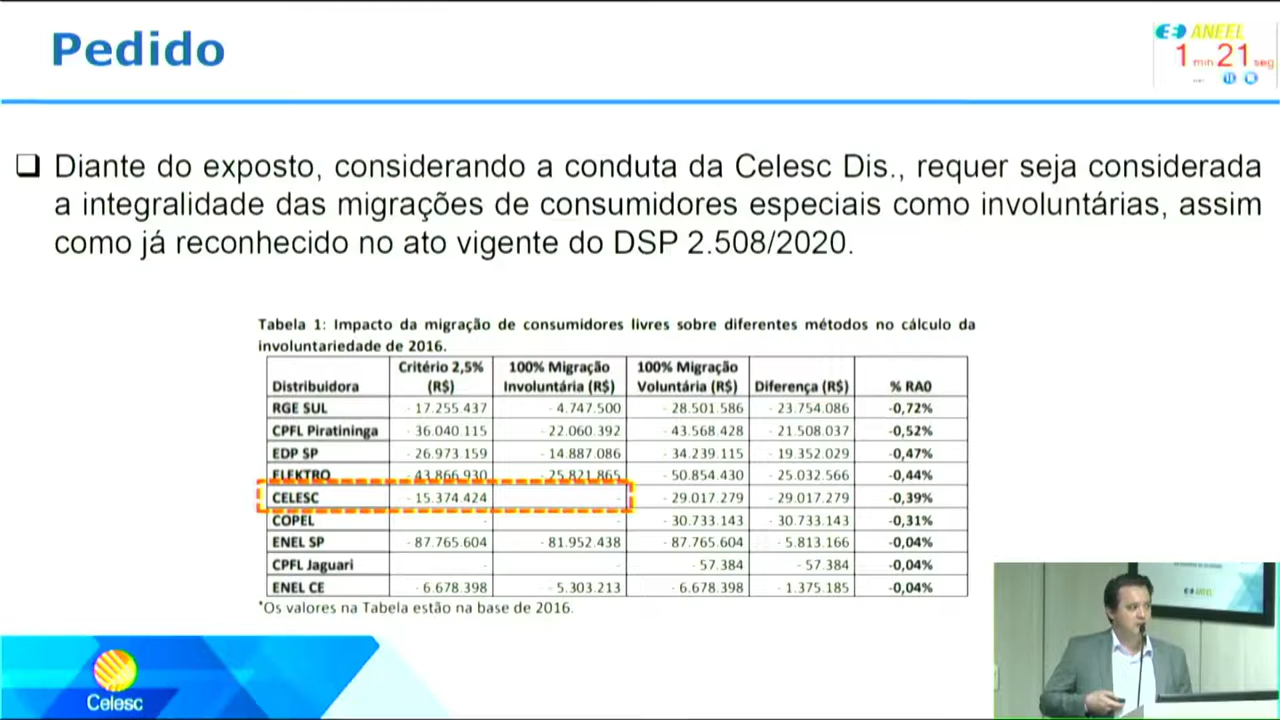 Pedido
ANEEL
1 min 21 seg
❑ Diante do exposto, considerando a conduta da Celesc Dis., requer seja considerada
a integralidade das migrações de consumidores especiais como involuntárias, assim
como já reconhecido no ato vigente do DSP 2.508/2020.
Tabela 1: Impacto da migração de consumidores livres sobre diferentes métodos no cálculo da
involuntariedade de 2016.
Distribuidora Critério 2,5% (R$) 100% Migração Involuntária (R$) 100% Migração Voluntária (R$) Diferença (R$) % RA0
RGE SUL - 17.255.437 - 4.747.500 - 28.501.586 - 23.754.086 -0,72%
CPFL Piratininga - 36.040.115 - 22.060.392 - 43.568.428 - 21.508.037 -0,52%
EDP SP - 26.973.159 - 14.887.086 - 34.239.115 - 19.352.029 -0,47%
ELEKTRO - 43.866.930 - 25.821.865 - 50.854.430 - 25.032.566 -0,44%
CELESC - 15.374.424 - - 29.017.279 - 29.017.279 -0,39%
COPEL - - - 30.733.143 - 30.733.143 -0,31%
ENEL SP - 87.765.604 - 81.952.438 - 87.765.604 - 5.813.166 -0,04%
CPFL Jaguari - - - 57.384 - 57.384 -0,04%
ENEL CE - 6.678.398 - 5.303.213 - 6.678.398 - 1.375.185 -0,04%
*Os valores na Tabela estão na base de 2016.
ANEEL
Celesc